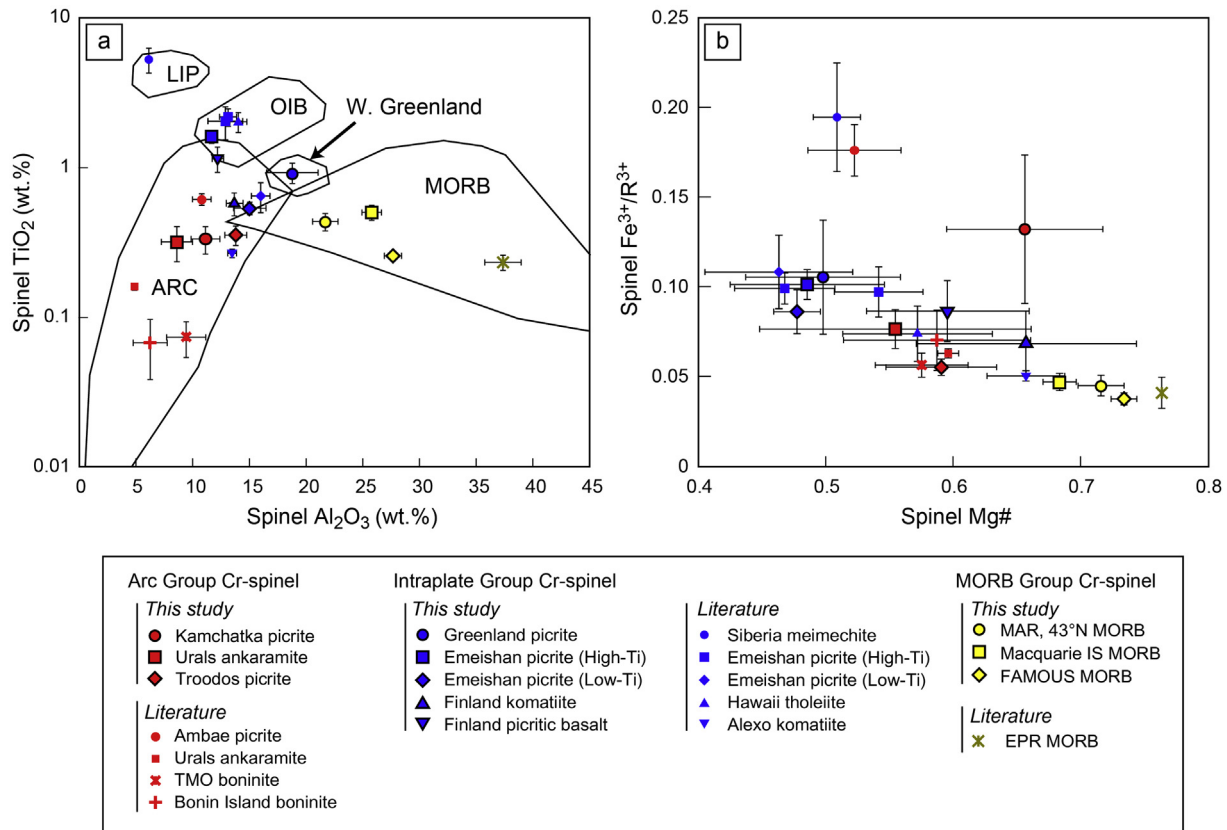 a
LIP
OIB
W. Greenland
MORB
ARC
10
1
0.1
0.01
Spinel TiO2 (wt.%)
0 5 10 15 20 25 30 35 40 45
Spinel Al2O3 (wt.%)
b
0.25
0.20
0.15
0.10
0.05
0
Spinel Fe3+/R3+
0.4 0.5 0.6 0.7 0.8
Spinel Mg#
Arc Group Cr-spinel
This study
Kamchatka picrite
Urals ankaramite
Troodos picrite
Literature
Ambae picrite
Urals ankaramite
TMO boninite
Bonin Island boninite
Intraplate Group Cr-spinel
This study
Greenland picrite
Emeishan picrite (High-Ti)
Emeishan picrite (Low-Ti)
Finland komatiite
Finland picritic basalt
Literature
Siberia meimechite
Emeishan picrite (High-Ti)
Emeishan picrite (Low-Ti)
Hawaii tholeiite
Alexo komatiite
MORB Group Cr-spinel
This study
MAR, 43°N MORB
Macquarie IS MORB
FAMOUS MORB
Literature
EPR MORB